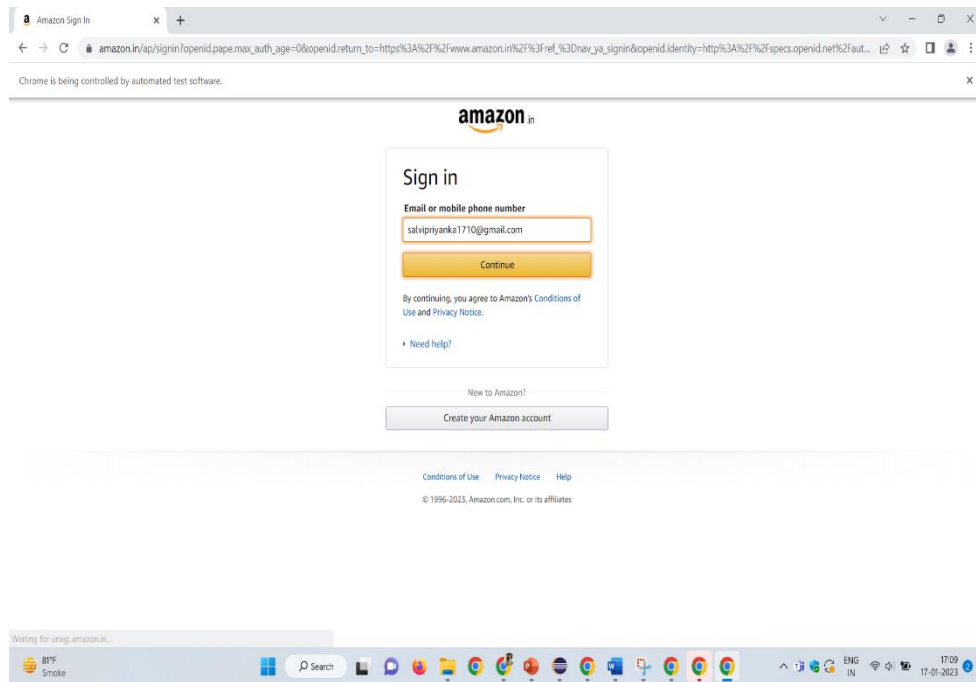 Amazon Sign In
amazon.in/ap/signin?openid.pape.max_auth_age=0&openid.return_to=https%3A%2F%2Fwww.amazon.in%2F%3Fref_%3Dnav_ya_signin&openid.identity=http%3A%2F%2Fspecs.openid.net%2Faut...
Chrome is being controlled by automated test software.
amazon.in
Sign in
Email or mobile phone number
salvipriyanka1710@gmail.com
Continue
By continuing, you agree to Amazon's Conditions of
Use and Privacy Notice.
Need help?
New to Amazon?
Create your Amazon account
Conditions of Use Privacy Notice Help
© 1996-2023, Amazon.com, Inc. or its affiliates
Waiting for unagi.amazon.in...
81°F
Smoke
Search
ENG
IN
17:09
17-01-2023
2